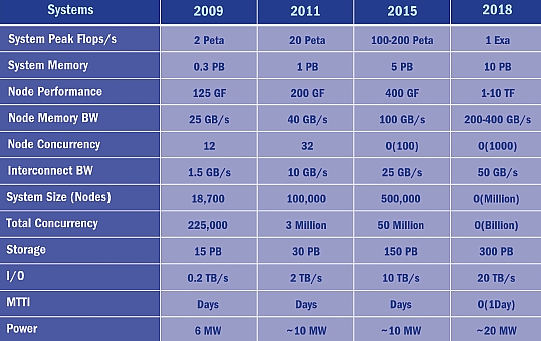 Systems 2009 2011 2015 2018
System Peak Flops/s 2 Peta 20 Peta 100-200 Peta 1 Exa
System Memory 0.3 PB 1 PB 5 PB 10 PB
Node Performance 125 GF 200 GF 400 GF 1-10 TF
Node Memory BW 25 GB/s 40 GB/s 100 GB/s 200-400 GB/s
Node Concurrency 12 32 O(100) O(1000)
Interconnect BW 1.5 GB/s 10 GB/s 25 GB/s 50 GB/s
System Size (Nodes) 18,700 100,000 500,000 O(Million)
Total Concurrency 225,000 3 Million 50 Million O(Billion)
Storage 15 PB 30 PB 150 PB 300 PB
I/O 0.2 TB/s 2 TB/s 10 TB/s 20 TB/s
MTTI Days Days Days O(1Day)
Power 6 MW ~10 MW ~10 MW ~20 MW